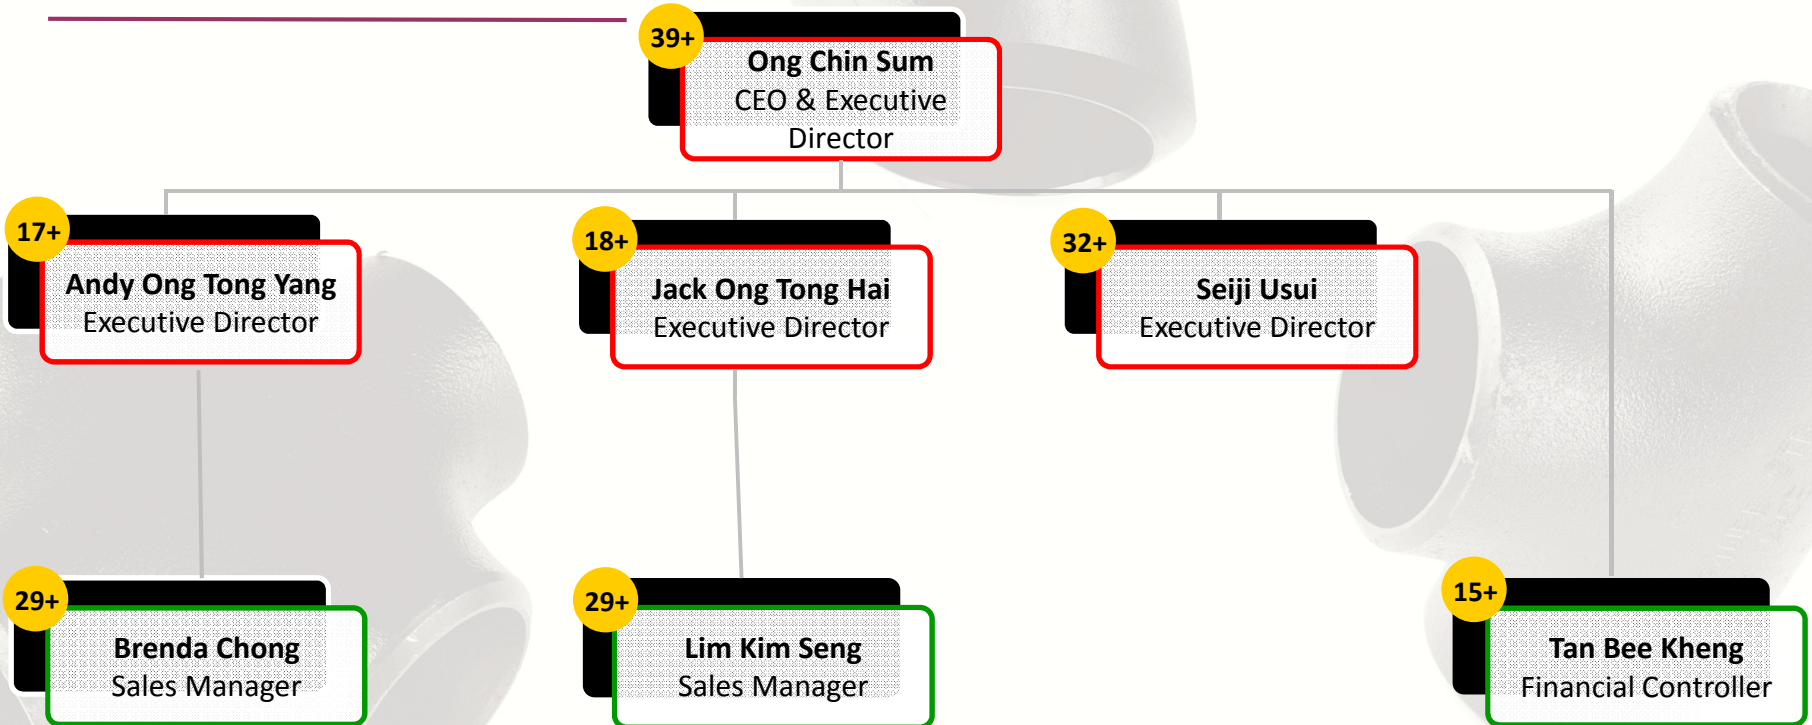 39+
Ong Chin Sum
CEO & Executive
Director
17+
Andy Ong Tong Yang
Executive Director
18+
Jack Ong Tong Hai
Executive Director
32+
Seiji Usui
Executive Director
29+
Brenda Chong
Sales Manager
29+
Lim Kim Seng
Sales Manager
15+
Tan Bee Kheng
Financial Controller